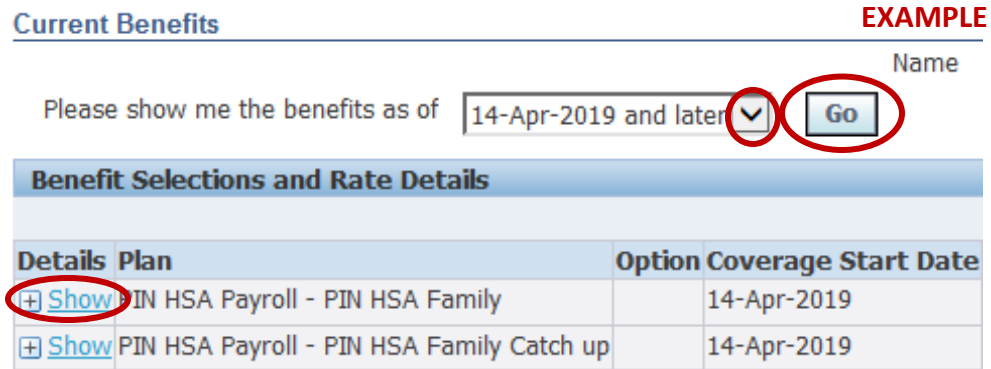 Current Benefits EXAMPLE
Name
Please show me the benefits as of 14-Apr-2019 and later Go
Benefit Selections and Rate Details
Details Plan Option Coverage Start Date
Show PIN HSA Payroll - PIN HSA Family 14-Apr-2019
Show PIN HSA Payroll - PIN HSA Family Catch up 14-Apr-2019